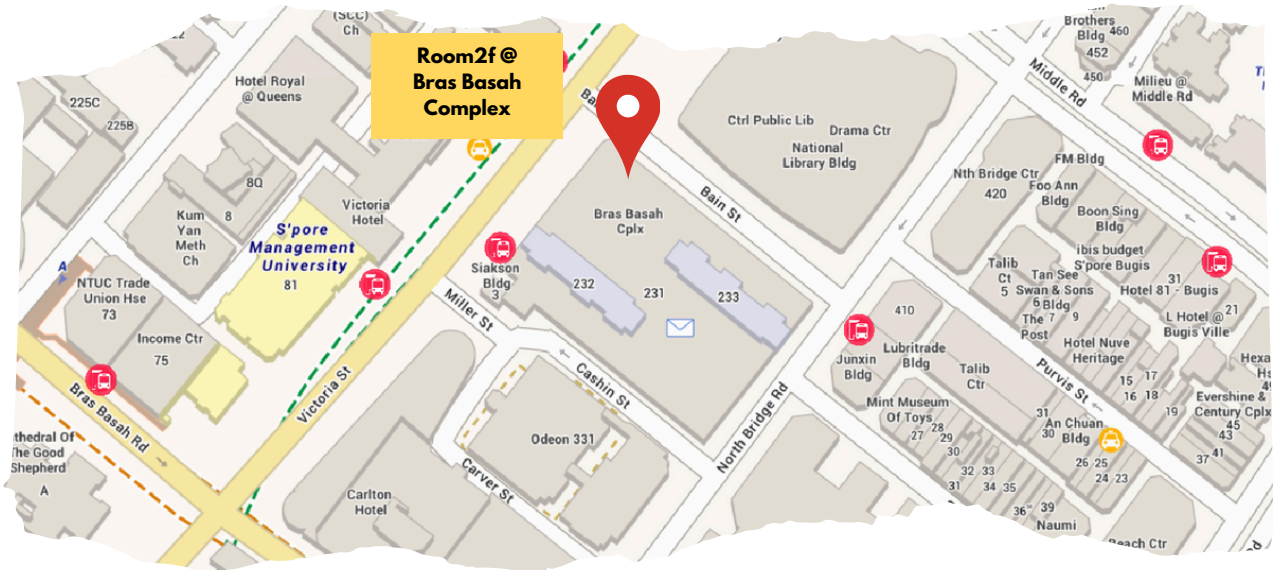 (SCC)
Ch
Room2f @
Bras Basah
Complex
Brothers
Bldg
460
452
450
Middle Rd
Milieu @
Middle Rd
225C
225B
Hotel Royal
@ Queens
8Q
8
Kum
Yan
Meth
Ch
Victoria
Hotel
S'pore
Management
University
81
A
NTUC Trade
Union Hse
73
Income Ctr
75
Bras Basah Rd
The Good
Shepherd
A
Victoria St
Siakson
Bldg
3
Miller St
Bras Basah
Cplx
232
231
233
Bain St
Ctrl Public Lib
Drama Ctr
National
Library Bldg
Cashin St
Odeon 331
Carver St
Carlton
Hotel
North Bridge Rd
Nth Bridge Ctr
420
FM Bldg
Foo Ann
Bldg
Boon Sing
Bldg
ibis budget
S'pore Bugis
31
Hotel 81 - Bugis
21
L Hotel @
Bugis Ville
Talib
Ct
5
Tan See
Swan & Sons
6 Bldg
The 7 9
Post
Hotel Nuve
Heritage
15 17
16 18
19
Evershine &
Century Cplx
45
43
41
37
410
Lubritrade
Bldg
Junxin
Bldg
Talib
Ctr
Purvis St
Mint Museum
Of Toys
27
28
29
30
31
32
33
34
35
36
39
Naumi
31
30
An Chuan
Bldg
26 25
24 23
Beach Ctr